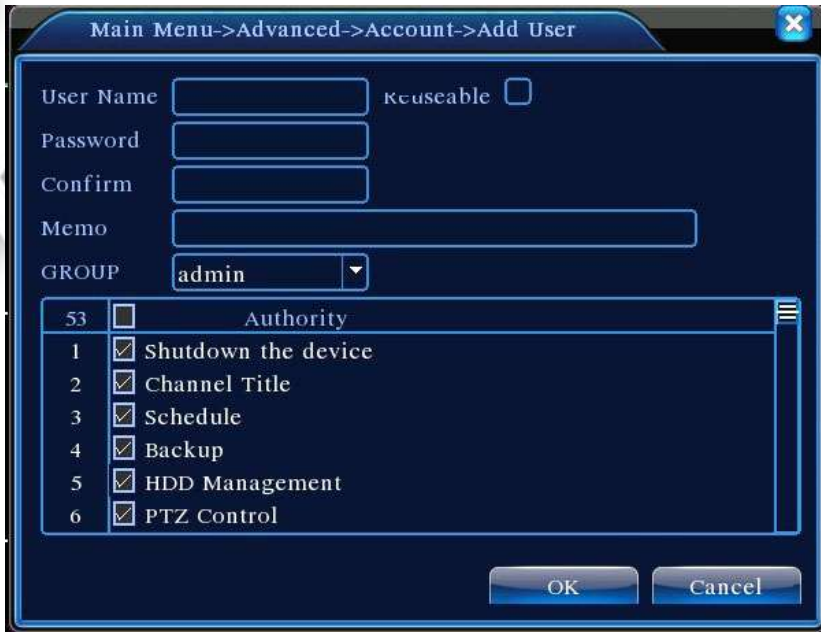 Main Menu->Advanced->Account->Add User
User Name Reuseable
Password
Confirm
Memo
GROUP admin
53 Authority
1 Shutdown the device
2 Channel Title
3 Schedule
4 Backup
5 HDD Management
6 PTZ Control
OK Cancel